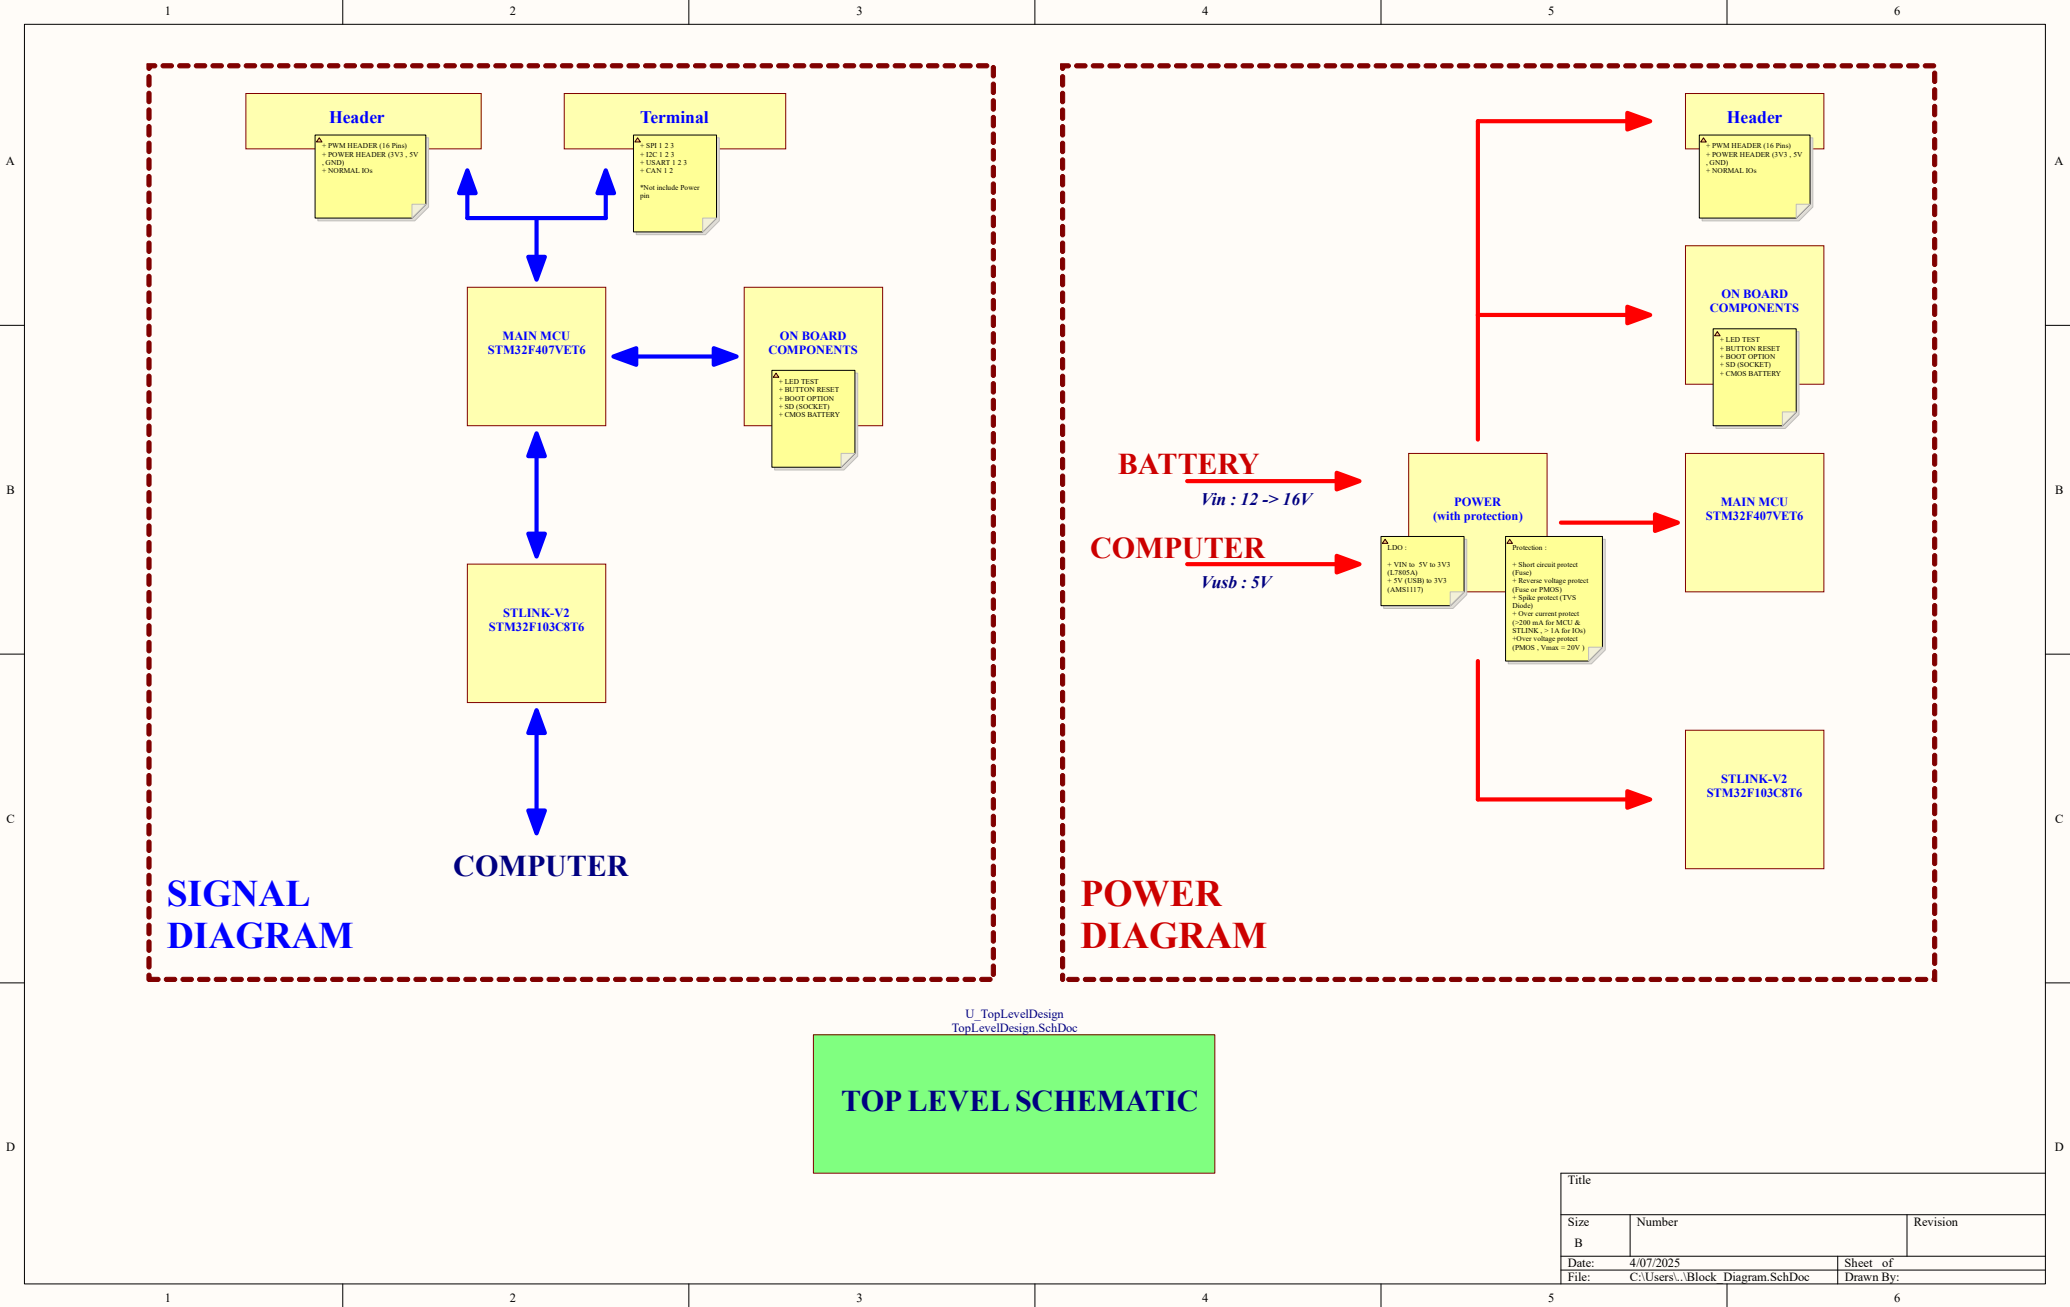 1 2 3 4 5 6
A
B
C
D
Header
+ PWM HEADER (16 Pins)
+ POWER HEADER (3V3 , 5V
, GND)
+ NORMAL IOs
Terminal
+ SPI 1 2 3
+ I2C 1 2 3
+ USART 1 2 3
+ CAN 1 2
*Not include Power
pin
MAIN MCU
STM32F407VET6
ON BOARD
COMPONENTS
+ LED TEST
+ BUTTON RESET
+ BOOT OPTION
+ SD (SOCKET)
+ CMOS BATTERY
STLINK-V2
STM32F103C8T6
COMPUTER
SIGNAL
DIAGRAM
Header
+ PWM HEADER (16 Pins)
+ POWER HEADER (3V3 , 5V
, GND)
+ NORMAL IOs
ON BOARD
COMPONENTS
+ LED TEST
+ BUTTON RESET
+ BOOT OPTION
+ SD (SOCKET)
+ CMOS BATTERY
BATTERY
Vin : 12 -> 16V
COMPUTER
Vusb : 5V
POWER
(with protection)
LDO :
+ VIN to 5V to 3V3
(L7805A)
+ 5V (USB) to 3V3
(AMS1117)
Protection :
+ Short circuit protect
(Fuse)
+ Reverse voltage protect
(Fuse or PMOS)
+ Spike protect (TVS
Diode)
+ Over current protect
(>200 mA for MCU &
STLINK , > 1A for IOs)
+Over voltage protect
(PMOS , Vmax = 20V )
MAIN MCU
STM32F407VET6
STLINK-V2
STM32F103C8T6
POWER
DIAGRAM
A
B
C
D
U_TopLevelDesign
TopLevelDesign.SchDoc
TOP LEVEL SCHEMATIC
Title
Size Number Revision
B
Date: 4/07/2025 Sheet of
File: C:\Users\..\Block_Diagram.SchDoc Drawn By:
1 2 3 4 5 6